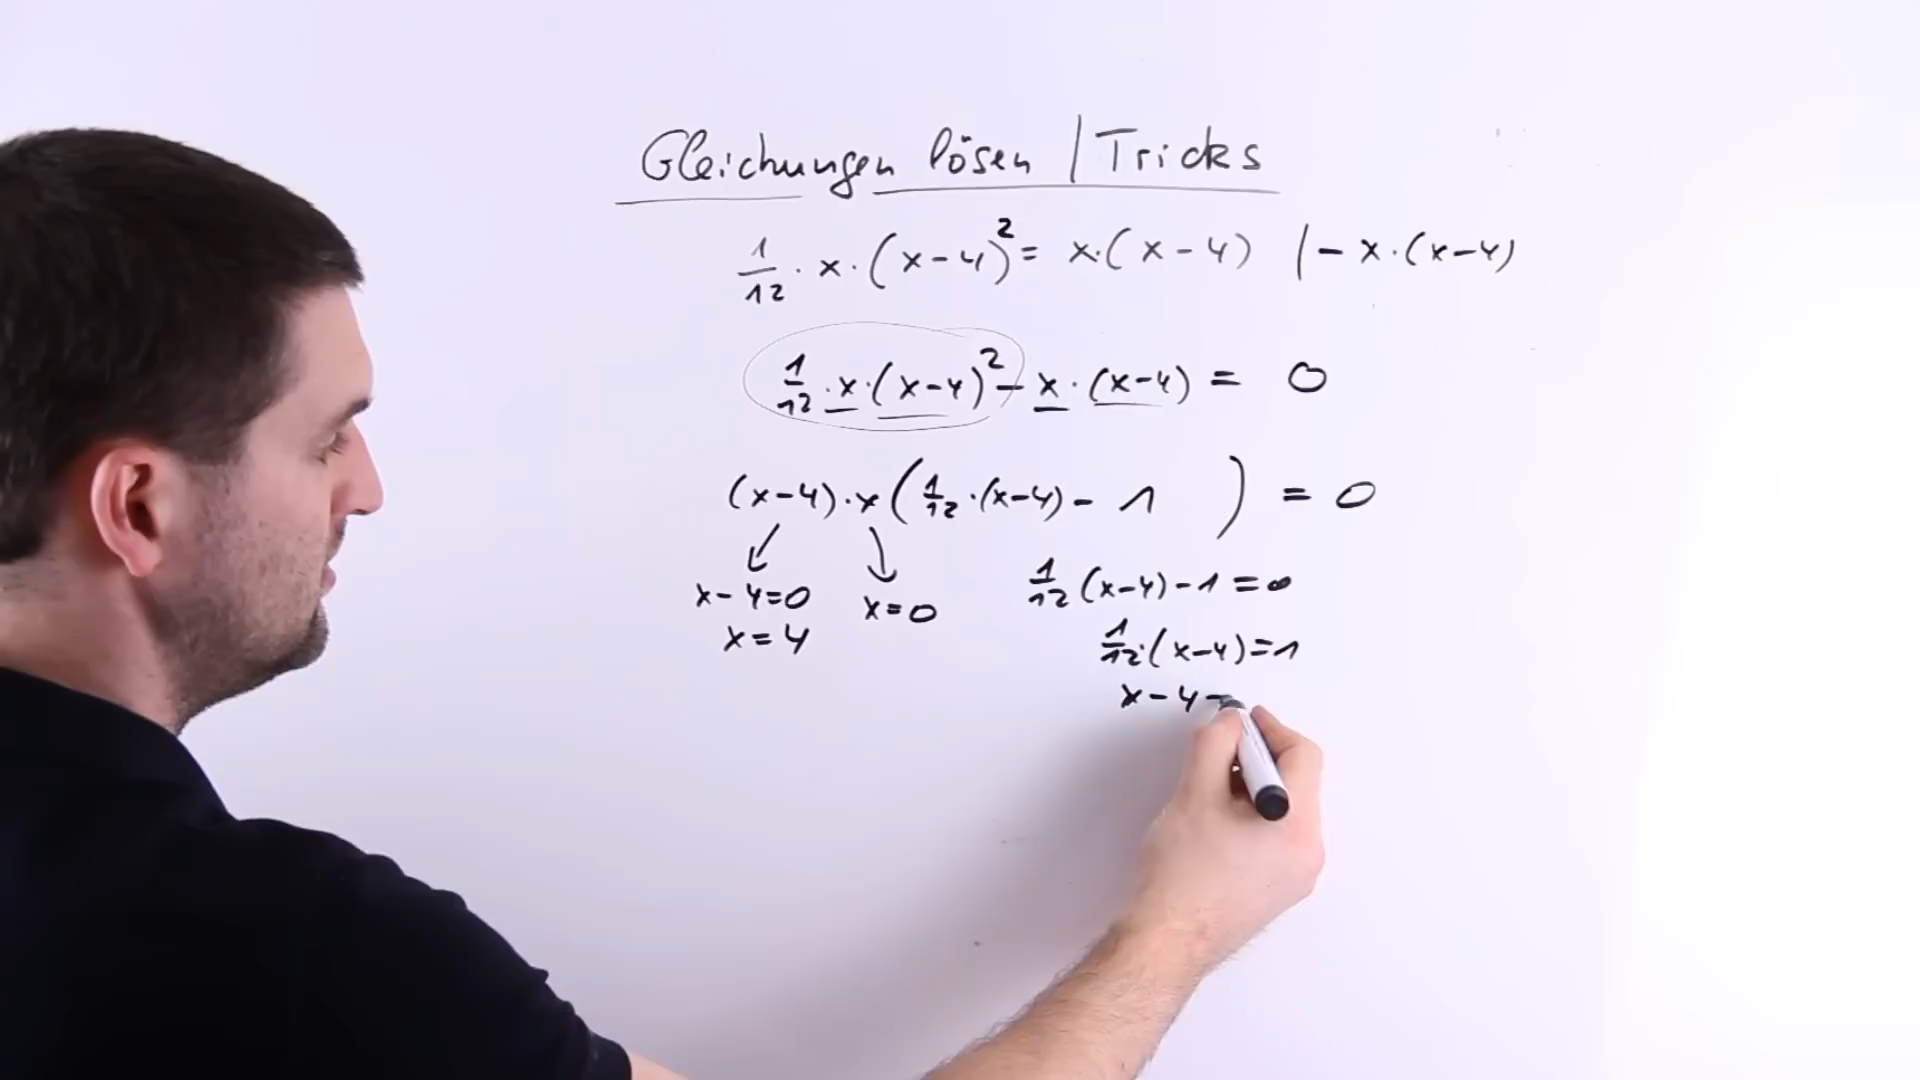 Gleichungen lösen / Tricks
1/12 · x · (x-4)² = x·(x-4) | - x·(x-4)
1/12 · x · (x-4)² - x · (x-4) = 0
(x-4) · x (1/12 · (x-4) - 1 ) = 0
x-4=0
x=4
x=0
1/12 (x-4) - 1 = 0
1/12 · (x-4) = 1
x-4=